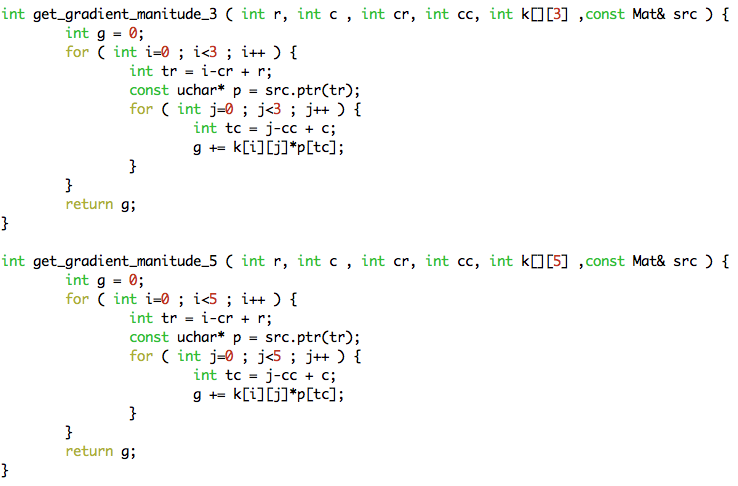 int get_gradient_manitude_3 ( int r, int c , int cr, int cc, int k[][3] ,const Mat& src ) {
        int g = 0;
        for ( int i=0 ; i<3 ; i++ ) {
                int tr = i-cr + r;
                const uchar* p = src.ptr(tr);
                for ( int j=0 ; j<3 ; j++ ) {
                        int tc = j-cc + c;
                        g += k[i][j]*p[tc];
                }
        }
        return g;
}

int get_gradient_manitude_5 ( int r, int c , int cr, int cc, int k[][5] ,const Mat& src ) {
        int g = 0;
        for ( int i=0 ; i<5 ; i++ ) {
                int tr = i-cr + r;
                const uchar* p = src.ptr(tr);
                for ( int j=0 ; j<5 ; j++ ) {
                        int tc = j-cc + c;
                        g += k[i][j]*p[tc];
                }
        }
        return g;
}